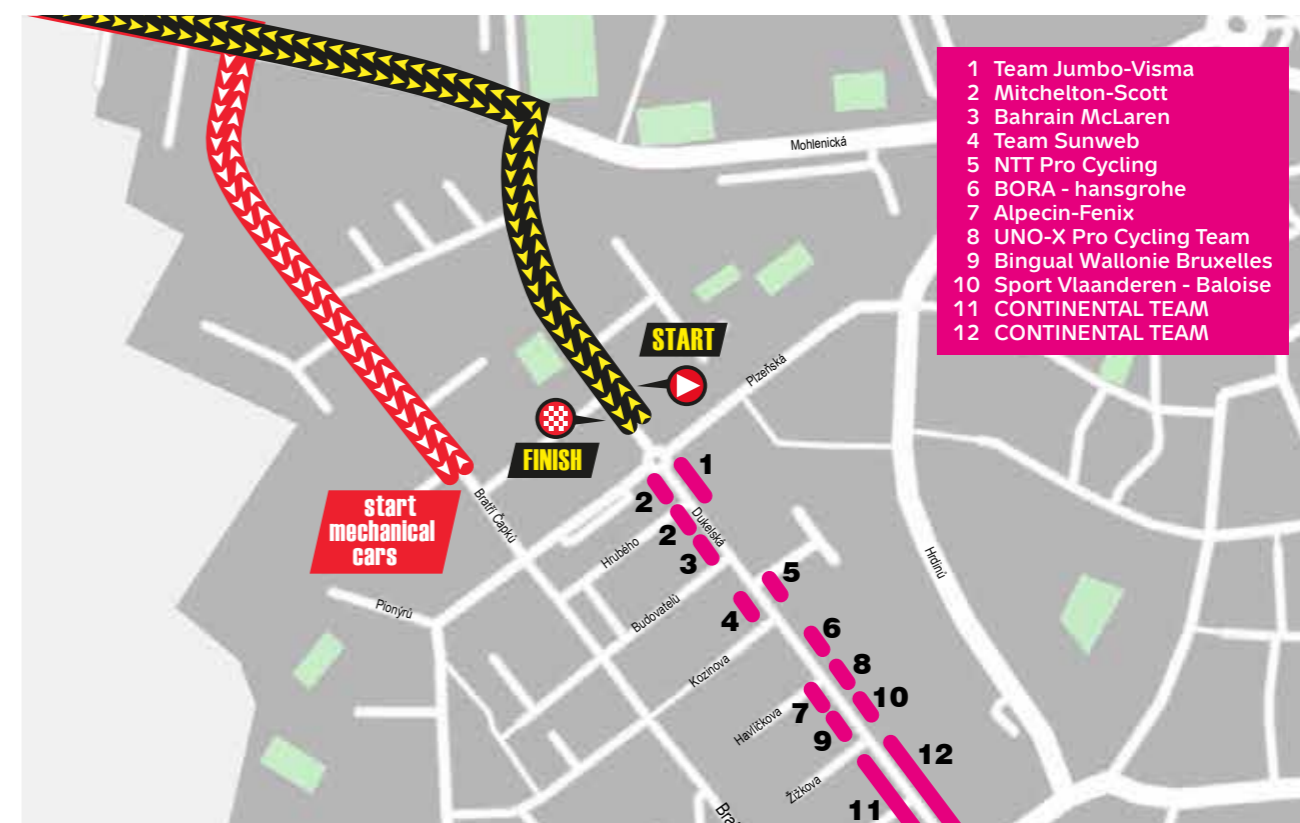 1 Team Jumbo-Visma
2 Mitchelton-Scott
3 Bahrain McLaren
4 Team Sunweb
5 NTT Pro Cycling
6 BORA - hansgrohe
7 Alpecin-Fenix
8 UNO-X Pro Cycling Team
9 Bingual Wallonie Bruxelles
10 Sport Vlaanderen - Baloise
11 CONTINENTAL TEAM
12 CONTINENTAL TEAM
Mohlenická
START
Plzeňská
FINISH
start
mechanical
cars
Bratří Čapků
1
2
Dukelská
2
Hrubého
3
Hrdinů
5
Pionýrů
Budovatelů
4
6
Kozinova
8
10
7
Havlíčkova
9
12
Žižkova
11